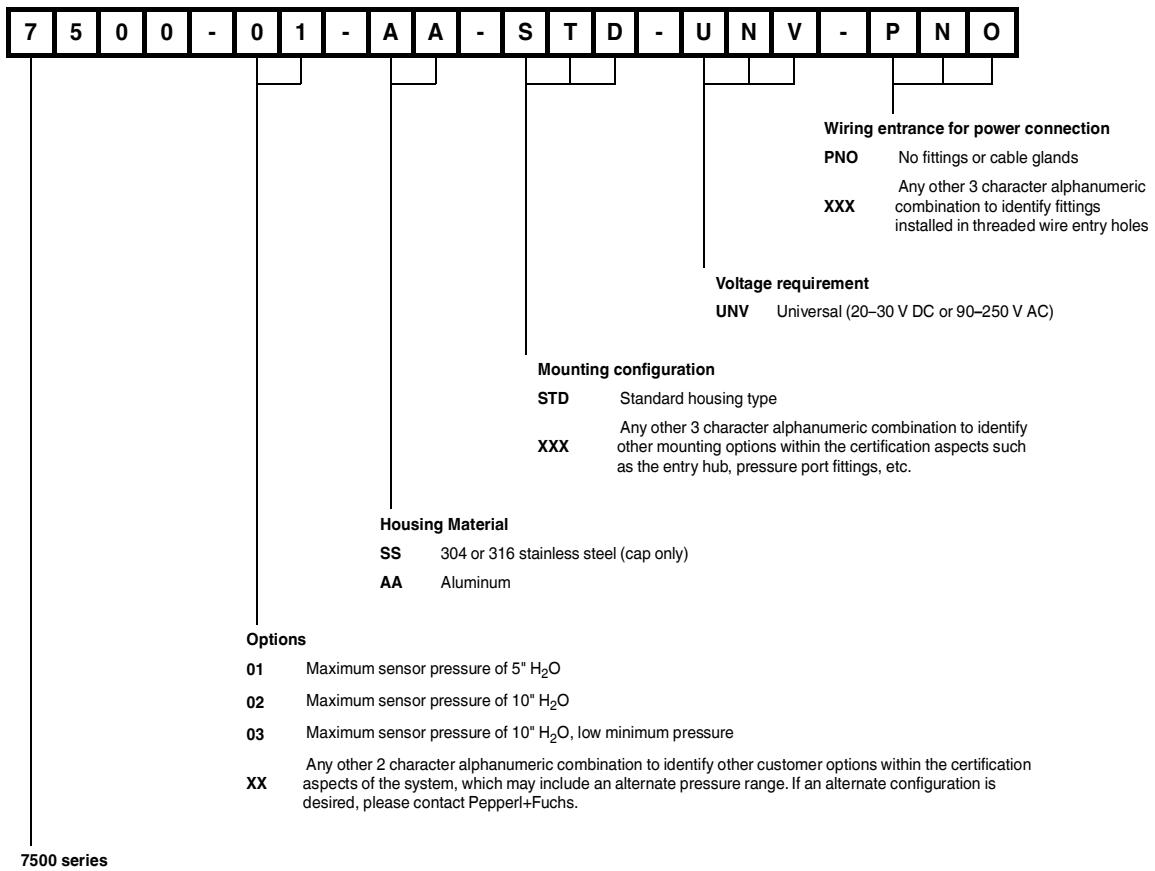 7 5 0 0 - 0 1 - A A - S T D - U N V - P N O
Wiring entrance for power connection
PNO No fittings or cable glands
Any other 3 character alphanumeric
XXX combination to identify fittings
installed in threaded wire entry holes
Voltage requirement
UNV Universal (20–30 V DC or 90–250 V AC)
Mounting configuration
STD Standard housing type
Any other 3 character alphanumeric combination to identify
XXX other mounting options within the certification aspects such
as the entry hub, pressure port fittings, etc.
Housing Material
SS 304 or 316 stainless steel (cap only)
AA Aluminum
Options
01 Maximum sensor pressure of 5" H₂O
02 Maximum sensor pressure of 10" H₂O
03 Maximum sensor pressure of 10" H₂O, low minimum pressure
Any other 2 character alphanumeric combination to identify other customer options within the certification
XX aspects of the system, which may include an alternate pressure range. If an alternate configuration is
desired, please contact Pepperl+Fuchs.
7500 series